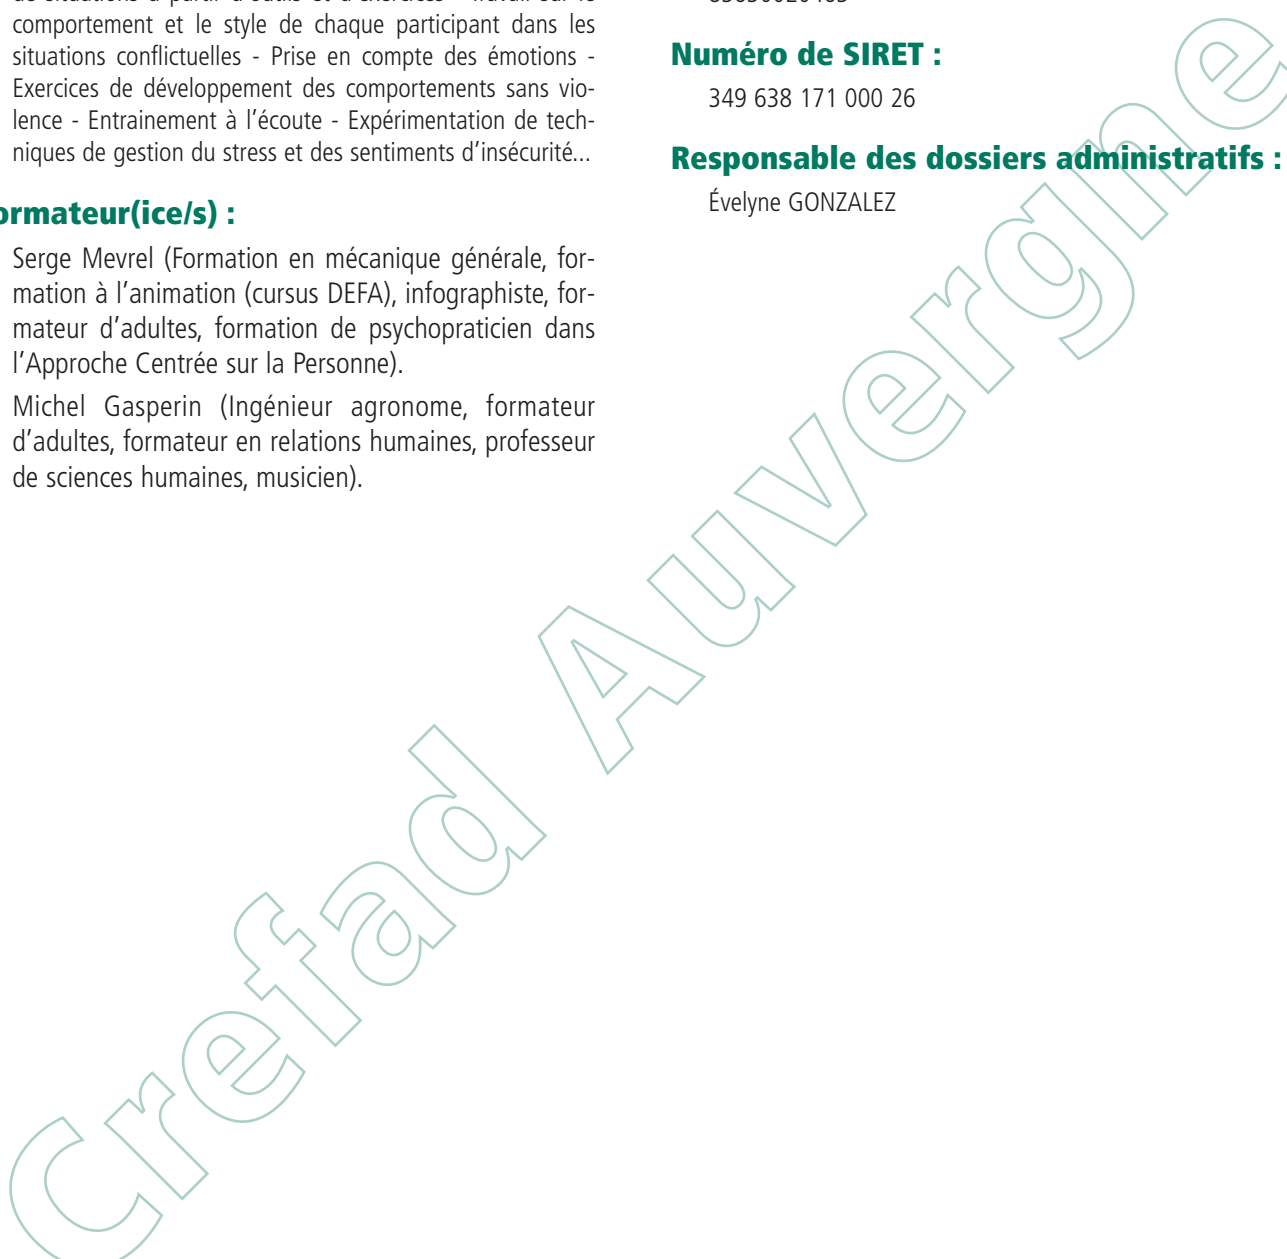 comportement et le style de chaque participant dans les
situations conflictuelles - Prise en compte des émotions -
Exercices de développement des comportements sans vio-
lence - Entrainement à l'écoute - Expérimentation de tech-
niques de gestion du stress et des sentiments d'insécurité...
ormateur(ice/s) :
Serge Mevrel (Formation en mécanique générale, for-
mation à l'animation (cursus DEFA), infographiste, for-
mateur d'adultes, formation de psychopraticien dans
l'Approche Centrée sur la Personne).
Michel Gasperin (Ingénieur agronome, formateur
d'adultes, formateur en relations humaines, professeur
de sciences humaines, musicien).
Numéro de SIRET :
349 638 171 000 26
Responsable des dossiers administratifs :
Évelyne GONZALEZ
Crefad Auvergne